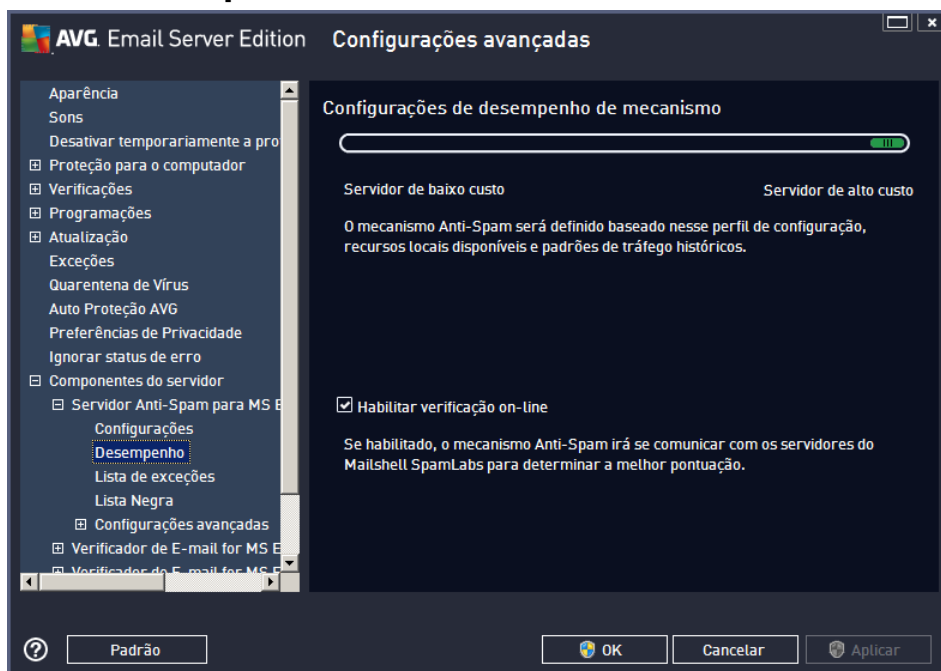 AVG. Email Server Edition Configurações avançadas
Aparência
Sons
Desativar temporariamente a pro
Proteção para o computador
Verificações
Programações
Atualização
Exceções
Quarentena de Vírus
Auto Proteção AVG
Preferências de Privacidade
Ignorar status de erro
Componentes do servidor
Servidor Anti-Spam para MS E
Configurações
Desempenho
Lista de exceções
Lista Negra
Configurações avançadas
Verificador de E-mail for MS E
Verificador de E-mail for MS E
Configurações de desempenho de mecanismo
Servidor de baixo custo Servidor de alto custo
O mecanismo Anti-Spam será definido baseado nesse perfil de configuração,
recursos locais disponíveis e padrões de tráfego históricos.
Habilitar verificação on-line
Se habilitado, o mecanismo Anti-Spam irá se comunicar com os servidores do
Mailshell SpamLabs para determinar a melhor pontuação.
Padrão OK Cancelar Aplicar